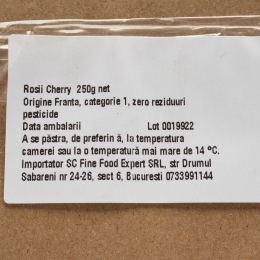 Rosii Cherry 250g net
Origine Franta, categorie 1, zero reziduuri
pesticide
Data ambalarii Lot 0019922
A se păstra, de preferin ă, la temperatura
camerei sau la o temperatură mai mare de 14 °C.
Importator SC Fine Food Expert SRL, str Drumul
Sabareni nr 24-26, sect 6, Bucuresti 0733991144